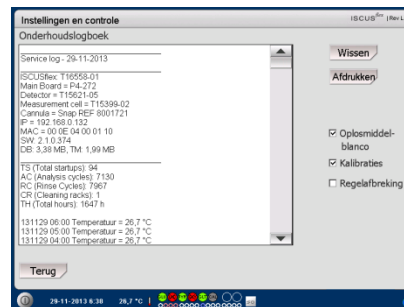 Instellingen en controle
ISCUSflex |Rev L
Onderhoudslogboek
Service log - 29-11-2013
ISCUSflex: T16558-01
Main Board = P4-272
Detector = T15621-05
Measurement cell = T15399-02
Cannula = Snap REF 8001721
IP = 192.168.0.132
MAC = 00 0E 04 00 01 10
SW: 2.1.0.374
DB: 3,38 MB, TM: 1,99 MB
TS (Total startups): 94
AC (Analysis cycles): 7130
RC (Rinse Cycles): 7967
CR (Cleaning racks): 1
TH (Total hours): 1647 h
131129 06:00 Temperatuur = 26,7 °C
131129 05:00 Temperatuur = 26,7 °C
131129 04:00 Temperatuur = 26,7 °C
Wissen
Afdrukken
Oplosmiddel-
blanco
Kalibraties
Regelafbreking
Terug
29-11-2013 6:38 26,7 °C